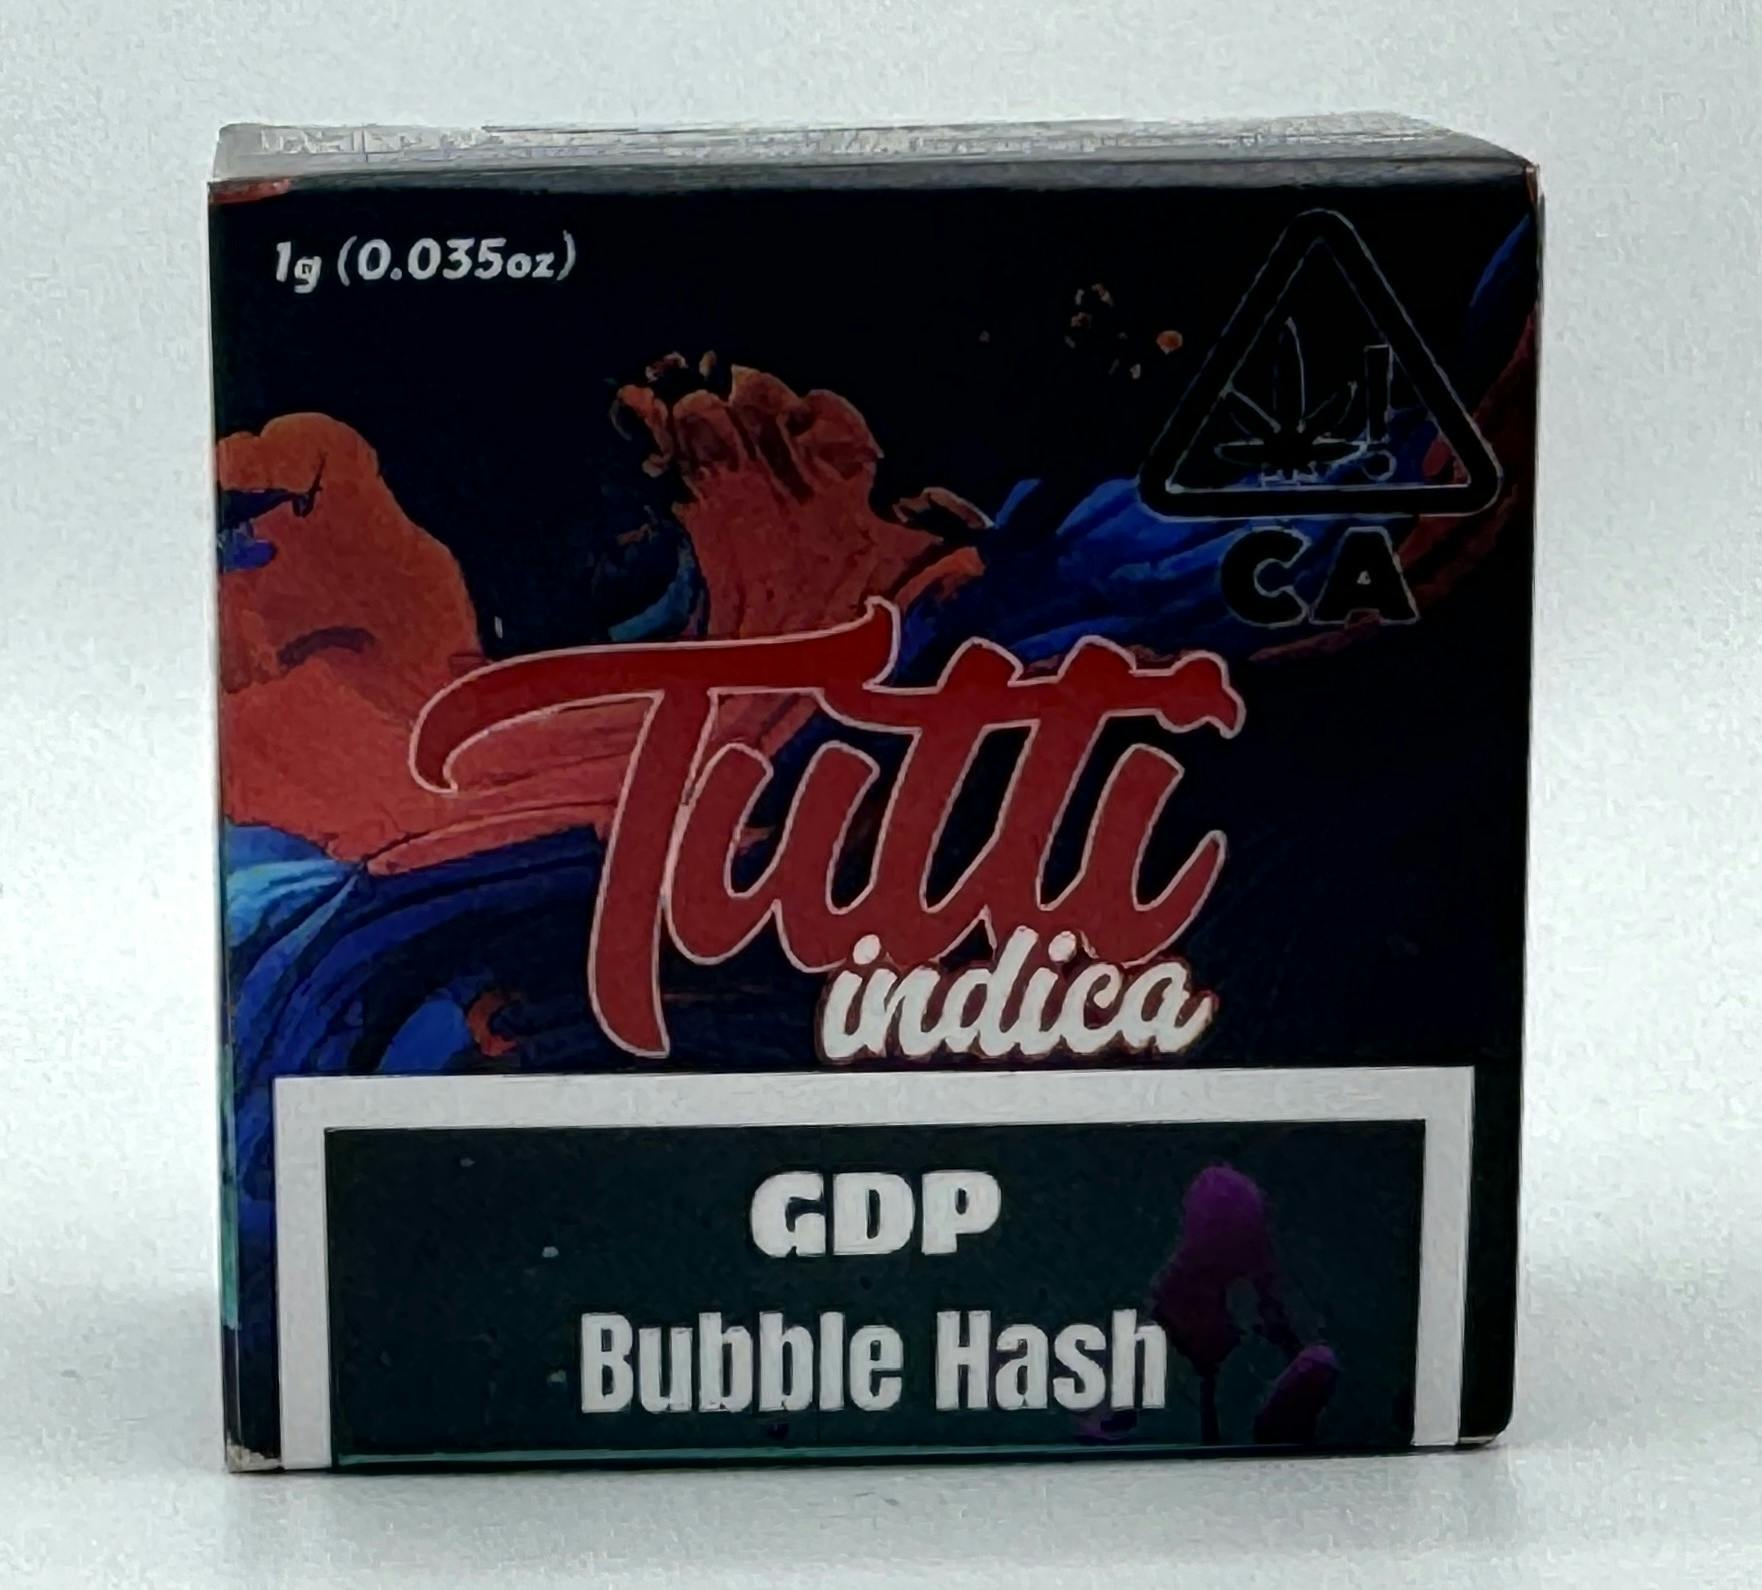 1g (0.035oz)
CA
Tutti
indica
GDP
Bubble Hash